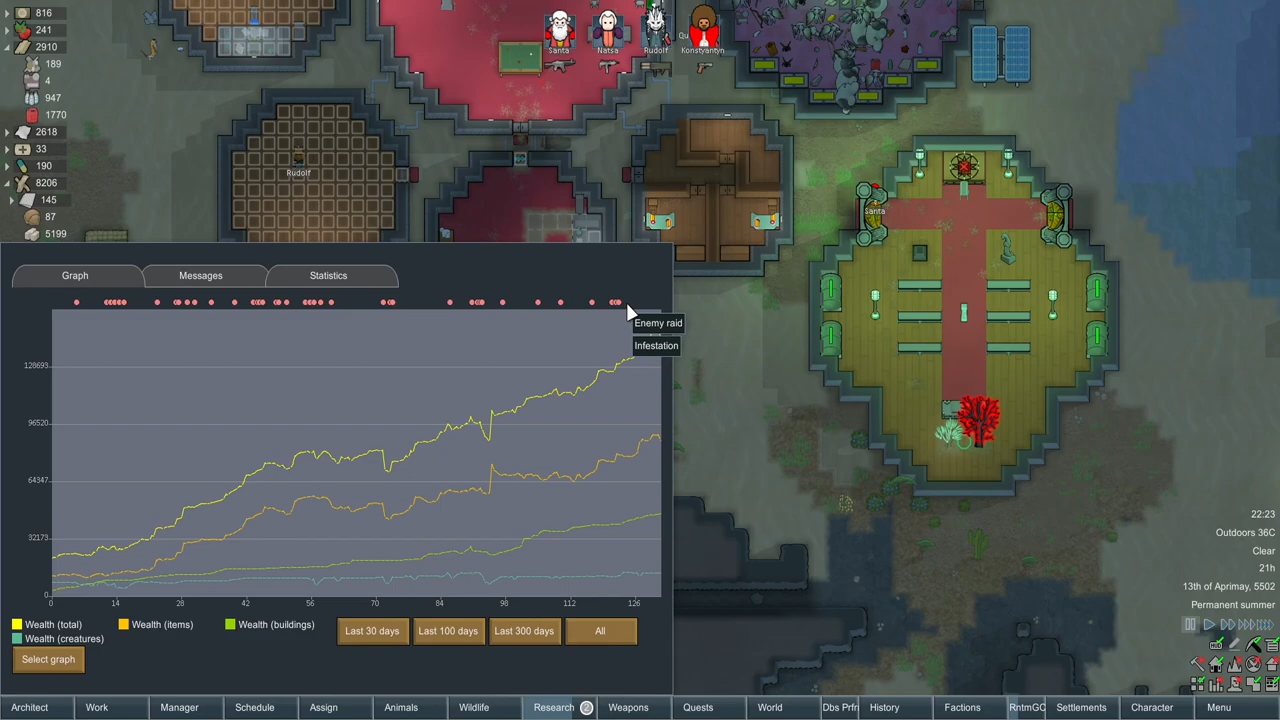 816
241
2910
189
4
947
1770
2618
33
190
8206
145
87
5199
Santa
Natsa
Rudolf
Konstyantyn
Rudolf
Santa
Graph
Messages
Statistics
Enemy raid
Infestation
128693
96520
64347
32173
0
0 14 28 42 56 70 84 98 112 126
Wealth (total)
Wealth (items)
Wealth (buildings)
Wealth (creatures)
Last 30 days
Last 100 days
Last 300 days
All
Select graph
22:23
Outdoors 36C
Clear
21h
13th of Aprimay, 5502
Permanent summer
Architect
Work
Manager
Schedule
Assign
Animals
Wildlife
Research
2
Weapons
Quests
World
Dbs Prfr
History
Factions
RntmGC
Settlements
Character
Menu